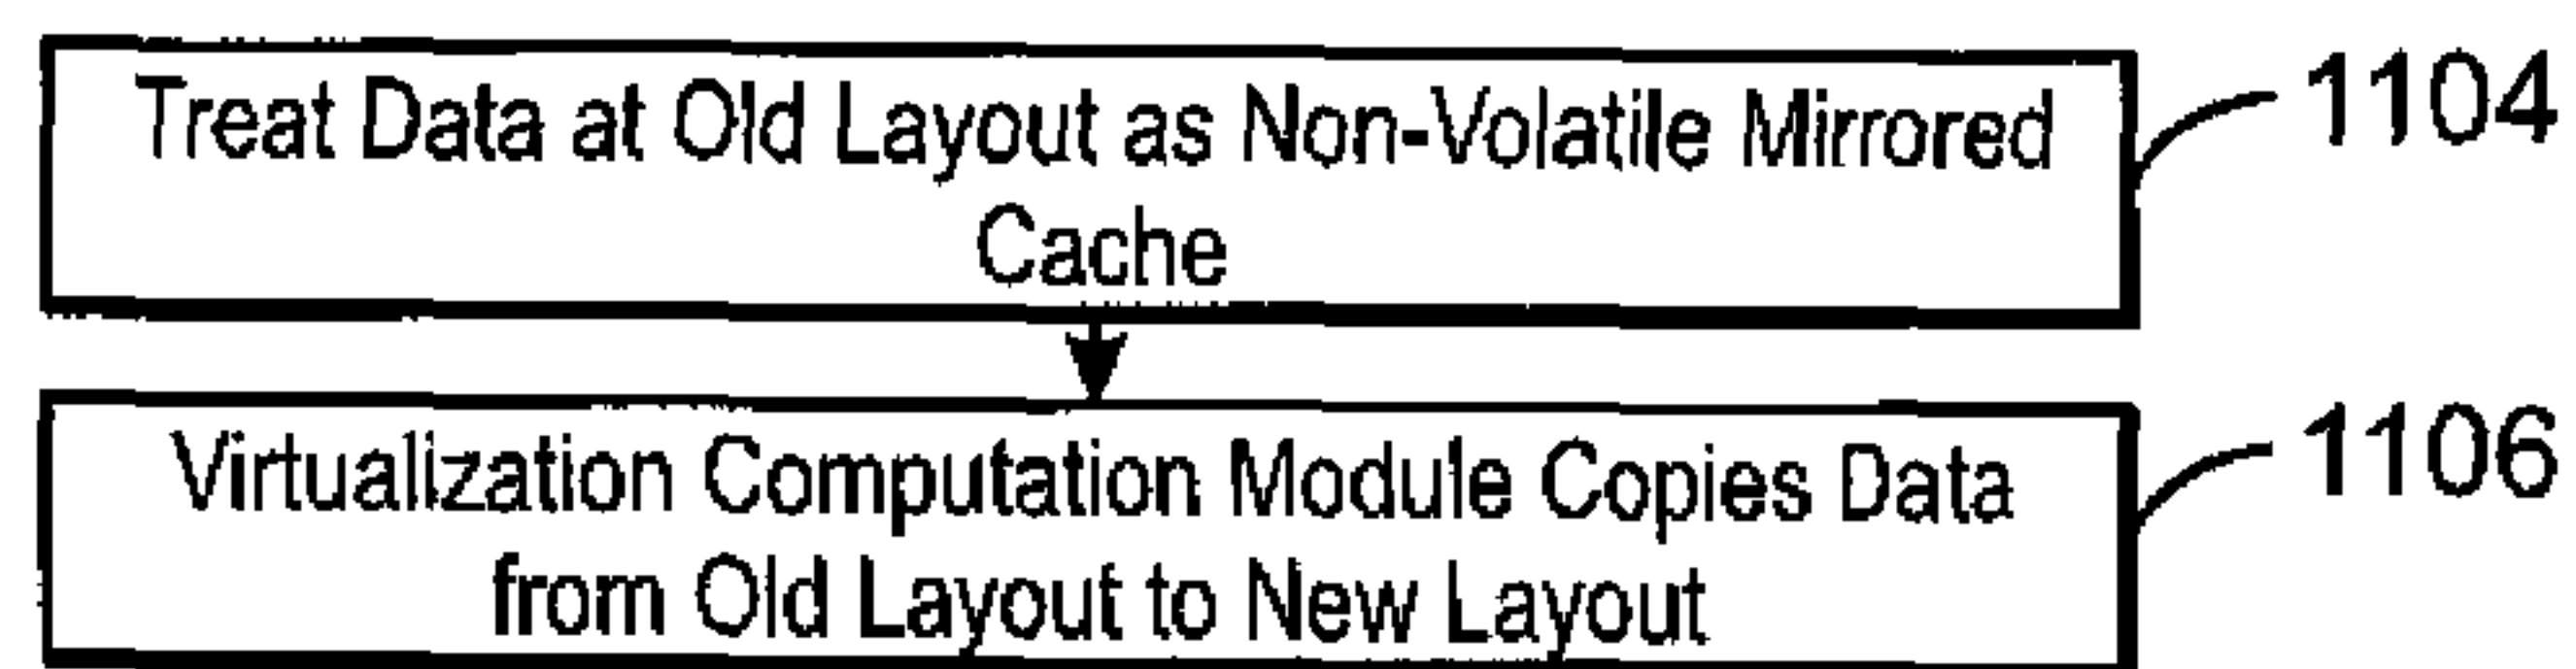 Treat Data at Old Layout as Non-Volatile Mirrored
Cache
1104
Virtualization Computation Module Copies Data
from Old Layout to New Layout
1106